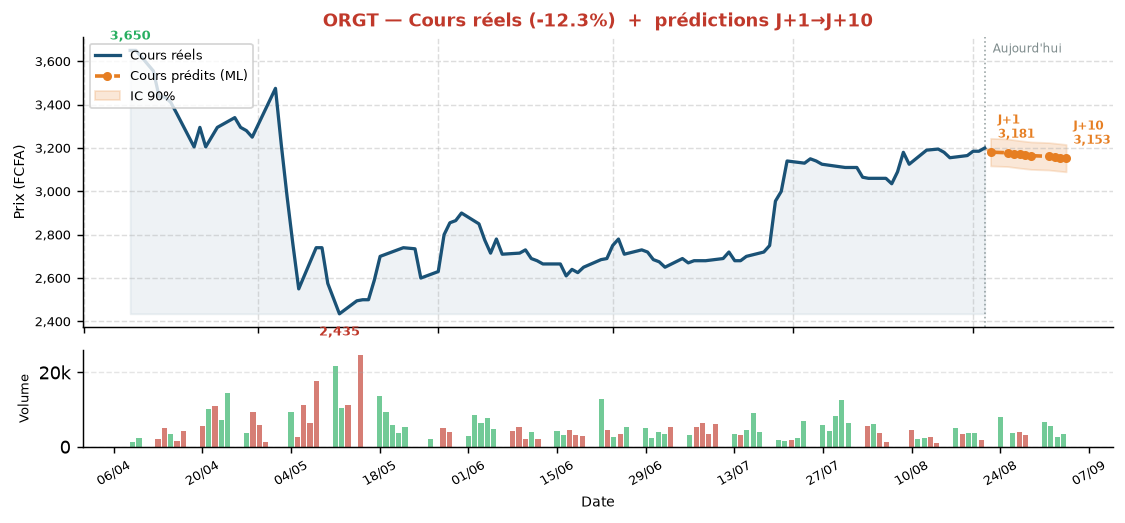 ORGT — Cours réels (-12.3%)  +  prédictions J+1→J+10
3,650
Cours réels
Cours prédits (ML)
IC 90%
Aujourd'hui
J+1
3,181
J+10
3,153
2,435
Prix (FCFA)
3,600
3,400
3,200
3,000
2,800
2,600
2,400
Volume
20k
0
06/04
20/04
04/05
18/05
01/06
15/06
29/06
13/07
27/07
10/08
24/08
07/09
Date